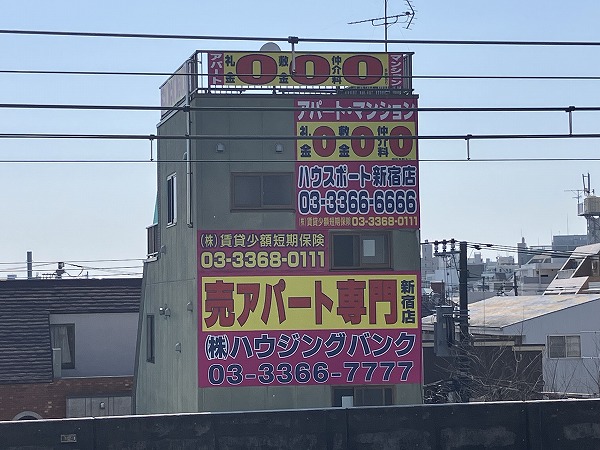 アパート 礼金0 敷金0 仲介料0 マンション
アパート・マンション
礼金0 敷金0 仲介料0
ハウスポート新宿店
03-3366-6666
㈱賃貸少額短期保険 03-3368-0111
(株)賃貸少額短期保険
03-3368-0111
売アパート専門 新宿店
(株)ハウジングバンク
03-3366-7777